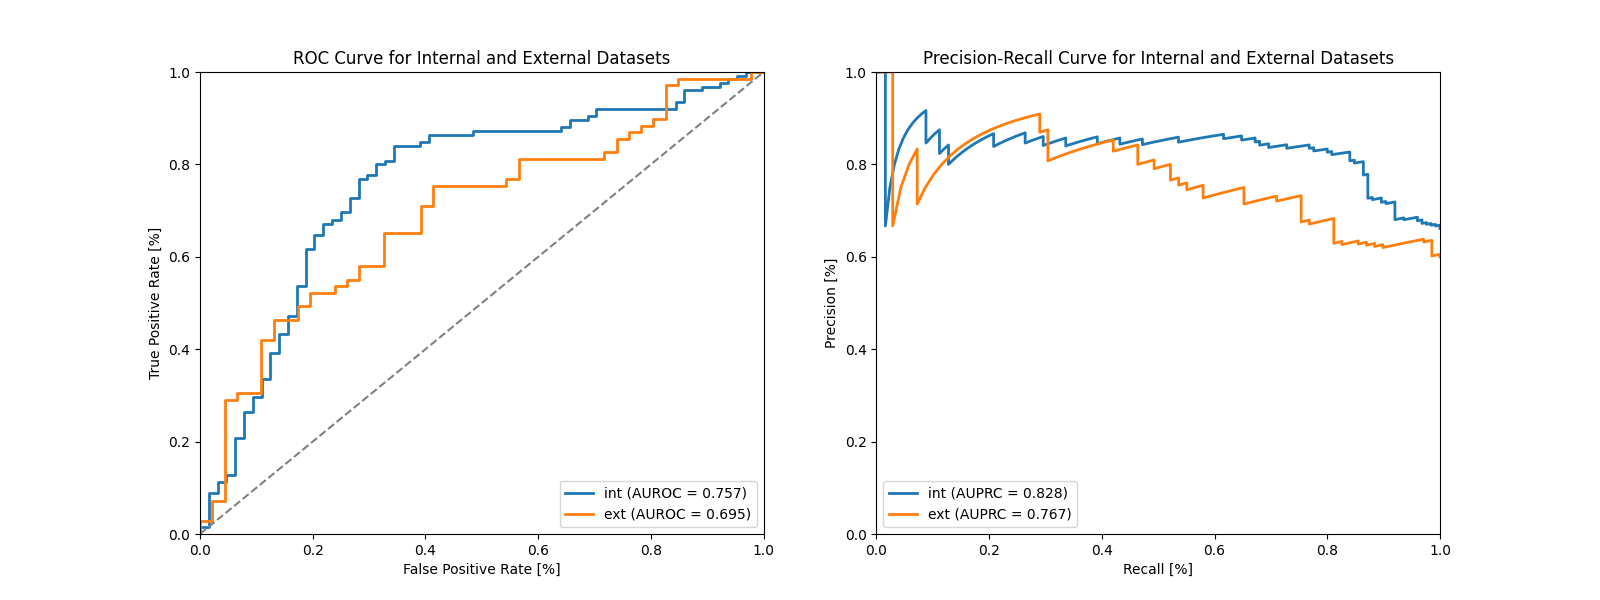 ROC Curve for Internal and External Datasets
True Positive Rate [%]
1.0
0.8
0.6
0.4
0.2
0.0
int (AUROC = 0.757)
ext (AUROC = 0.695)
0.0 0.2 0.4 0.6 0.8 1.0
False Positive Rate [%]
Precision-Recall Curve for Internal and External Datasets
Precision [%]
1.0
0.8
0.6
0.4
0.2
0.0
int (AUPRC = 0.828)
ext (AUPRC = 0.767)
0.0 0.2 0.4 0.6 0.8 1.0
Recall [%]